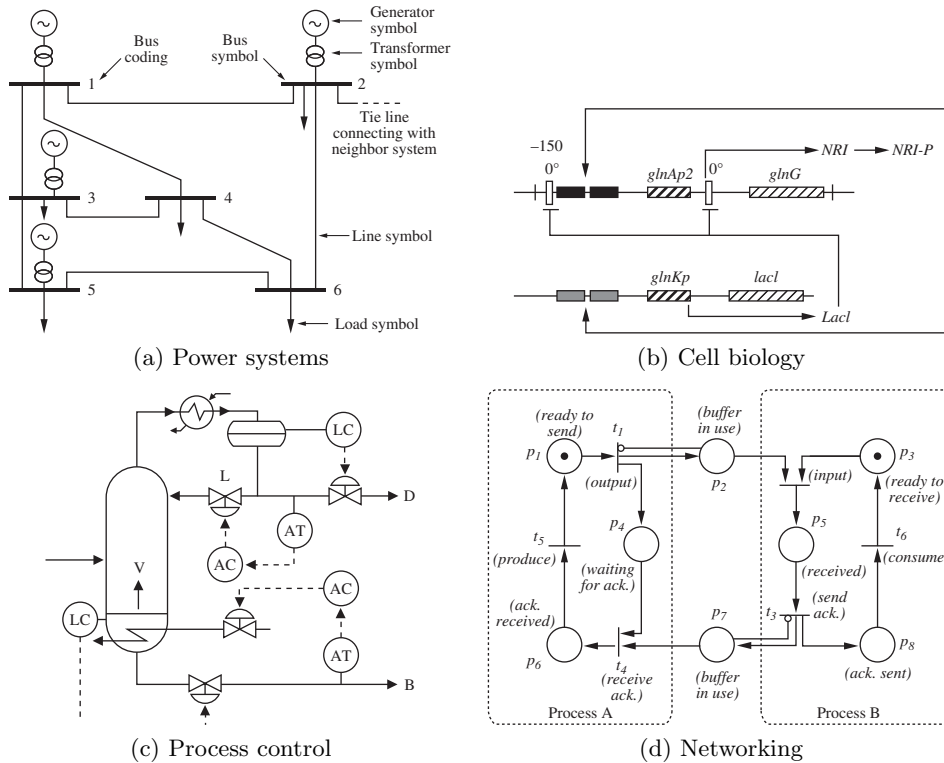 Generator
symbol
Bus
coding
Bus
symbol
Transformer
symbol
1
2
Tie line
connecting with
neighbor system
3
4
Line symbol
5
6
Load symbol
(a) Power systems
–150
0°
glnAp2
0°
NRI
NRI-P
glnG
glnKp
lacl
Lacl
(b) Cell biology
LC
L
D
AT
AC
V
AC
LC
AT
B
(c) Process control
(ready to
send)
t1
(buffer
in use)
p1
p2
p3
(output)
(input)
(ready to
receive)
p4
p5
t5
t6
(produce)
(waiting
for ack.)
(received)
(consume
(ack.
received)
p7
t3
(send
ack.)
p6
t4
p8
(receive
ack.)
(buffer
in use)
(ack. sent)
Process A
Process B
(d) Networking